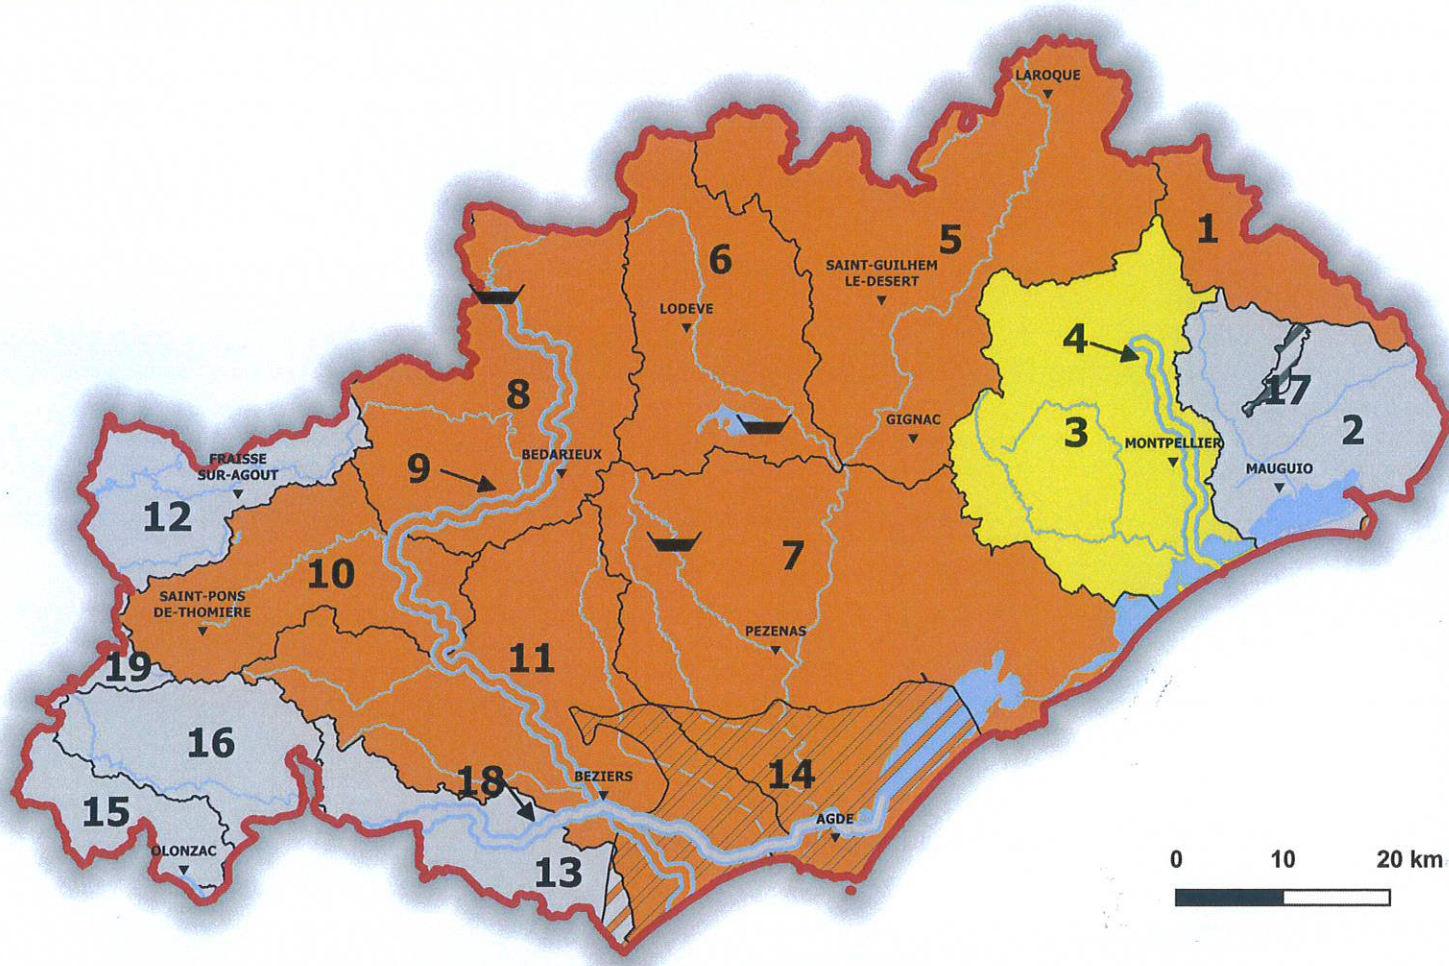 LAROQUE
1
5
6
SAINT-GUILHEM
LE-DESERT
LODEVE
4
8
17
GIGNAC
3
MONTPELLIER
2
BEDARIEUX
9
MAUGUIO
FRAISSE
SUR-AGOUT
12
7
10
SAINT-PONS
DE-THOMIERE
PEZENAS
11
19
16
14
18
BEZIERS
15
AGDE
OLONZAC
13
0 10 20 km